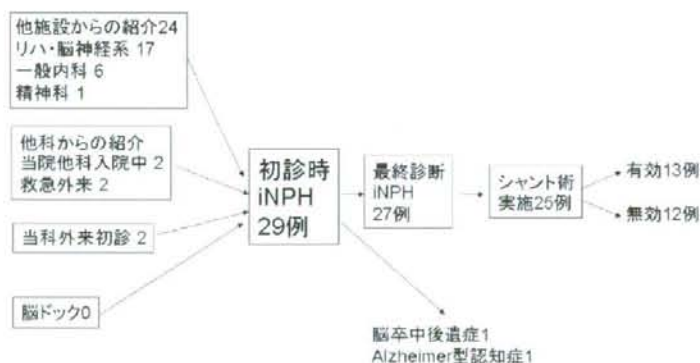 他施設からの紹介24
リハ・脳神経系 17
一般内科 6
精神科 1
他科からの紹介
当院他科入院中 2
救急外来 2
当科外来初診 2
脳ドック0
初診時
iNPH
29例
最終診断
iNPH
27例
シャント術
実施25例
有効13例
無効12例
脳卒中後遺症1
Alzheimer型認知症1